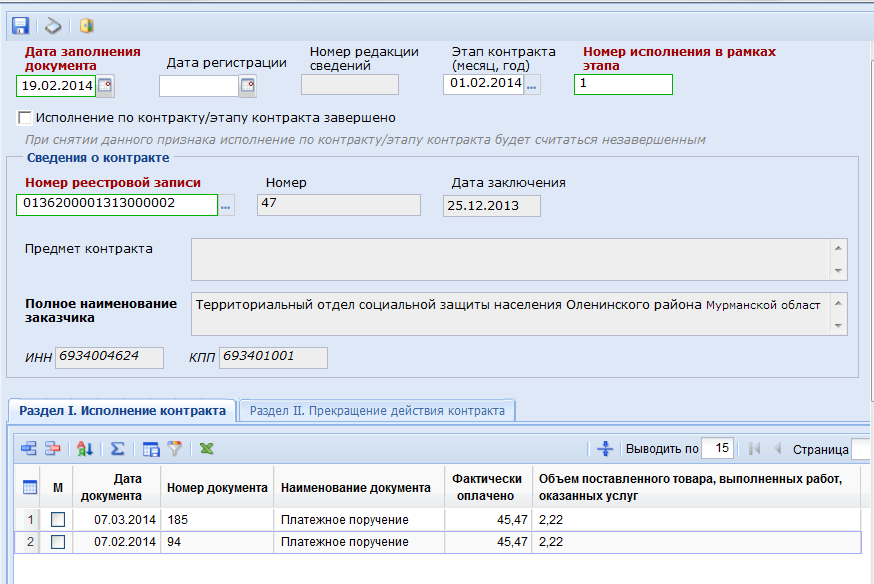 Дата заполнения документа
Дата регистрации
Номер редакции сведений
Этап контракта (месяц, год)
Номер исполнения в рамках этапа
19.02.2014
01.02.2014 ...
1
Исполнение по контракту/этапу контракта завершено
При снятии данного признака исполнение по контракту/этапу контракта будет считаться незавершенным
Сведения о контракте
Номер реестровой записи
Номер
Дата заключения
0136200001313000002 ...
47
25.12.2013
Предмет контракта
Полное наименование заказчика
Территориальный отдел социальной защиты населения Оленинского района Мурманской област
ИНН 6934004624 КПП 693401001
Раздел I. Исполнение контракта
Раздел II. Прекращение действия контракта
Выводить по 15 Страница
М
Дата документа
Номер документа
Наименование документа
Фактически оплачено
Объем поставленного товара, выполненных работ, оказанных услуг
1 07.03.2014 185 Платежное поручение 45,47 2,22
2 07.02.2014 94 Платежное поручение 45,47 2,22